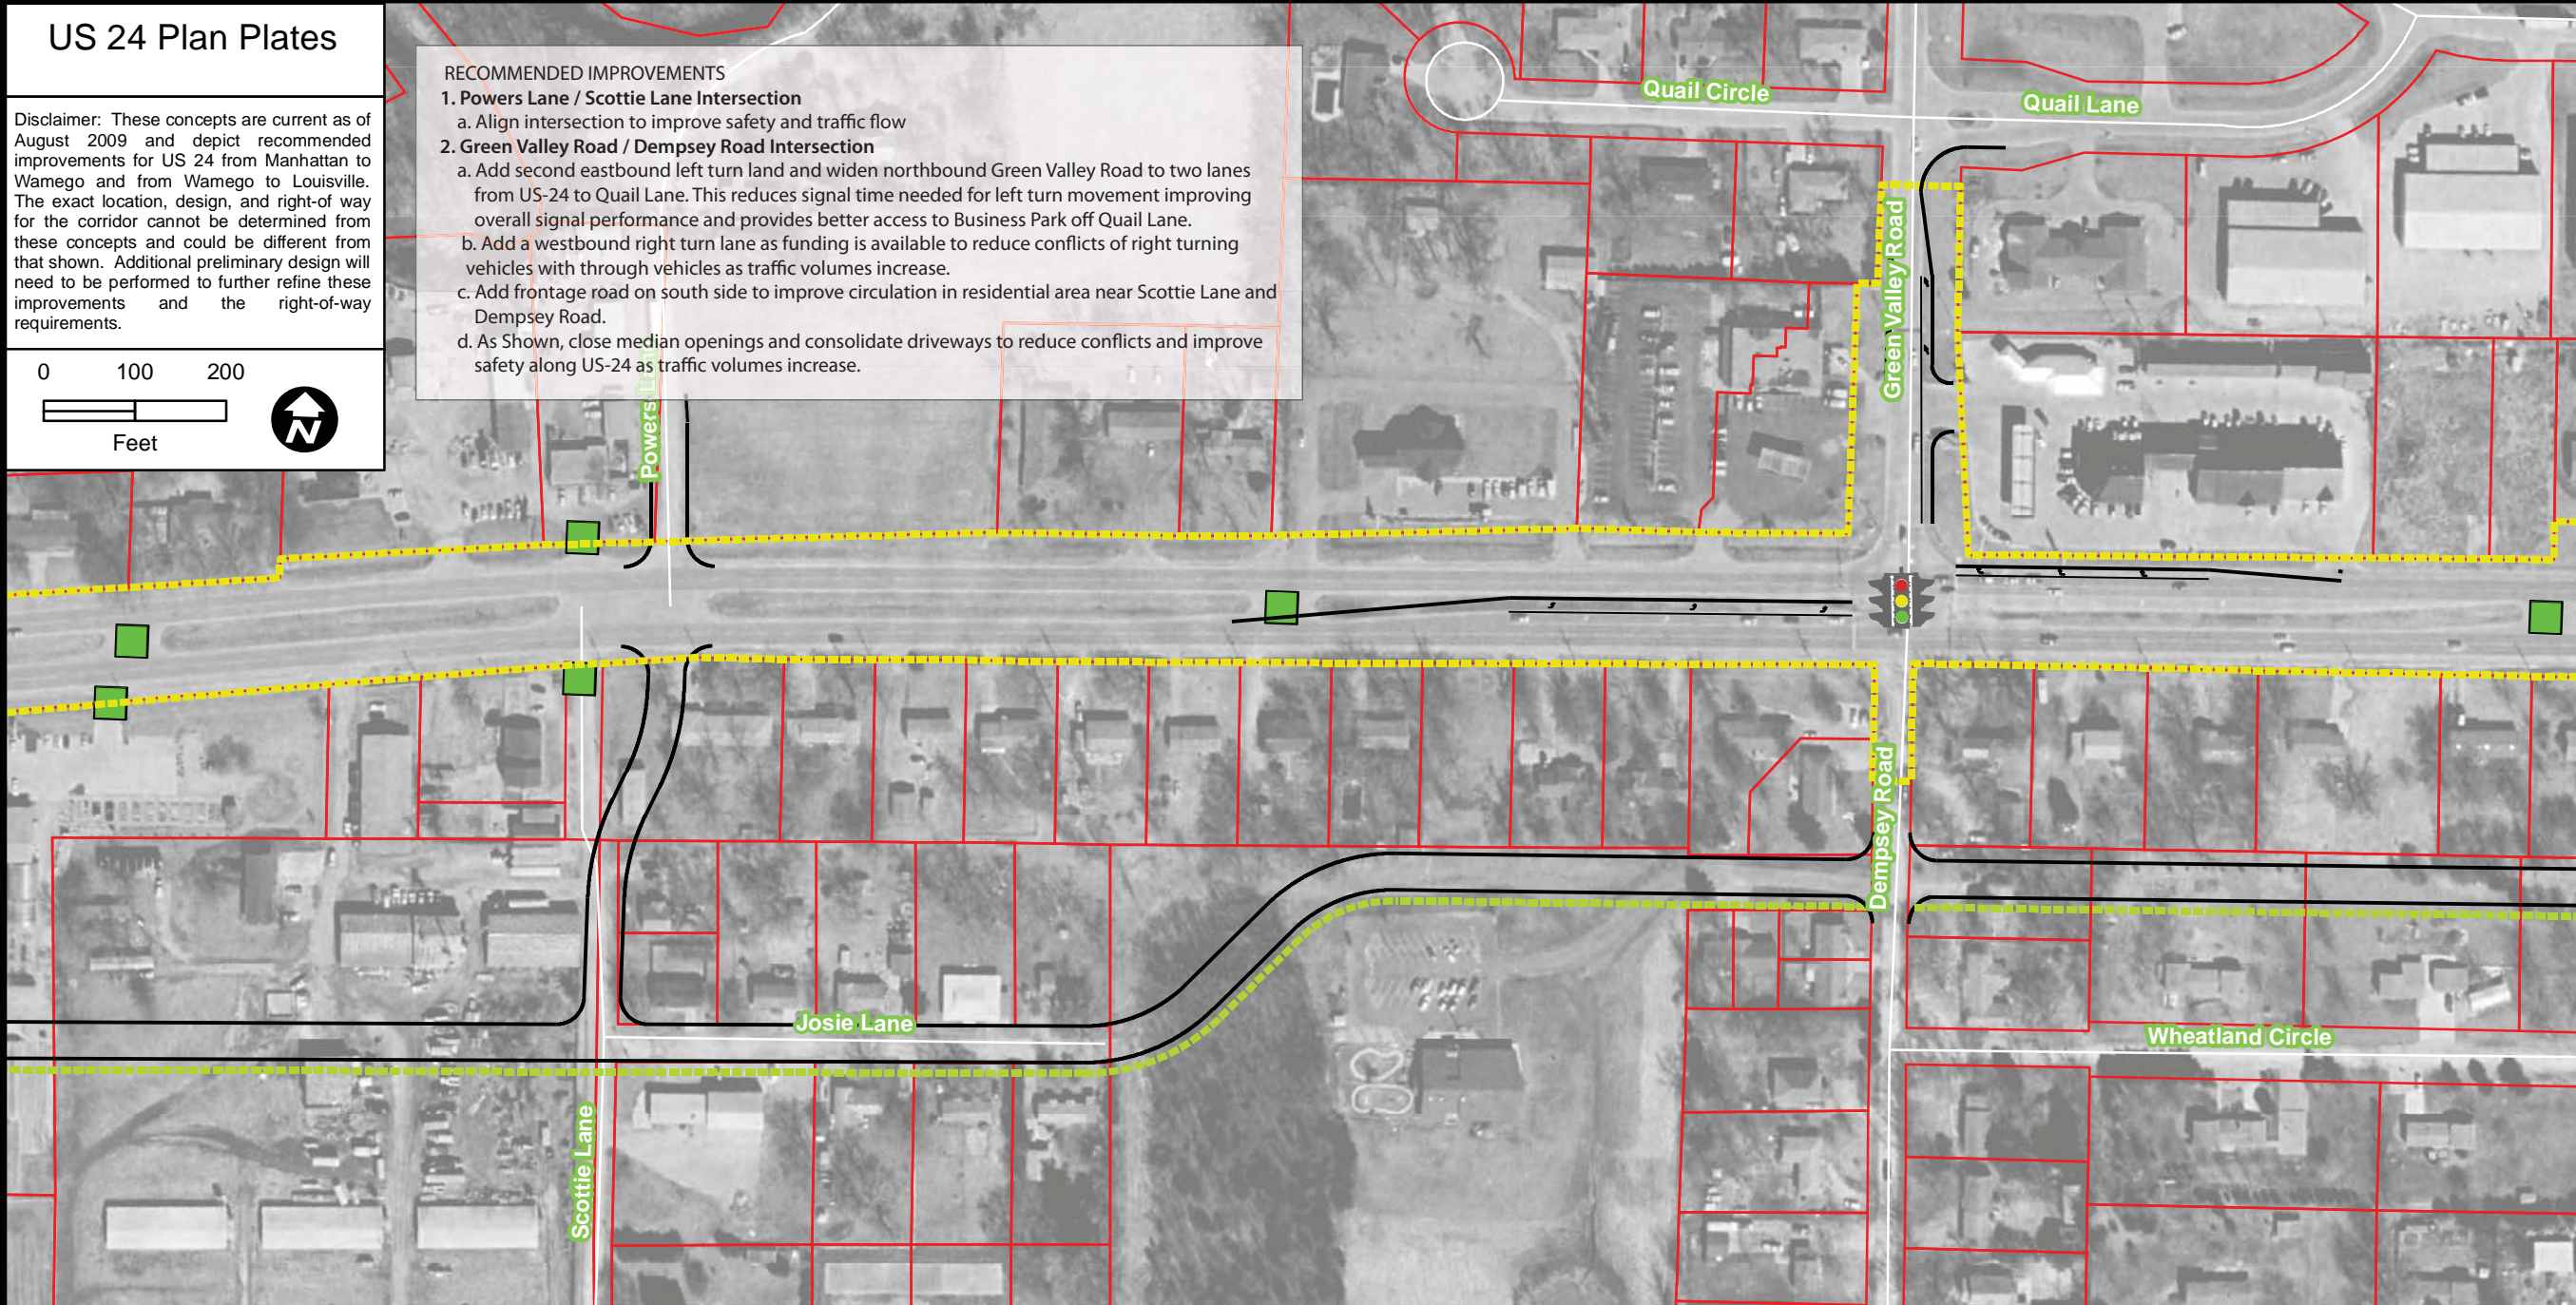 US 24 Plan Plates
Disclaimer: These concepts are current as of
August 2009 and depict recommended
improvements for US 24 from Manhattan to
Wamego and from Wamego to Louisville.
The exact location, design, and right-of way
for the corridor cannot be determined from
these concepts and could be different from
that shown. Additional preliminary design will
need to be performed to further refine these
improvements and the right-of-way
requirements.
0 100 200
Feet
N
RECOMMENDED IMPROVEMENTS
1. Powers Lane / Scottie Lane Intersection
a. Align intersection to improve safety and traffic flow
2. Green Valley Road / Dempsey Road Intersection
a. Add second eastbound left turn land and widen northbound Green Valley Road to two lanes
from US-24 to Quail Lane. This reduces signal time needed for left turn movement improving
overall signal performance and provides better access to Business Park off Quail Lane.
b. Add a westbound right turn lane as funding is available to reduce conflicts of right turning
vehicles with through vehicles as traffic volumes increase.
c. Add frontage road on south side to improve circulation in residential area near Scottie Lane and
Dempsey Road.
d. As Shown, close median openings and consolidate driveways to reduce conflicts and improve
safety along US-24 as traffic volumes increase.
Quail Circle
Quail Lane
Green Valley Road
Powers Lane
Dempsey Road
Josie Lane
Wheatland Circle
Scottie Lane